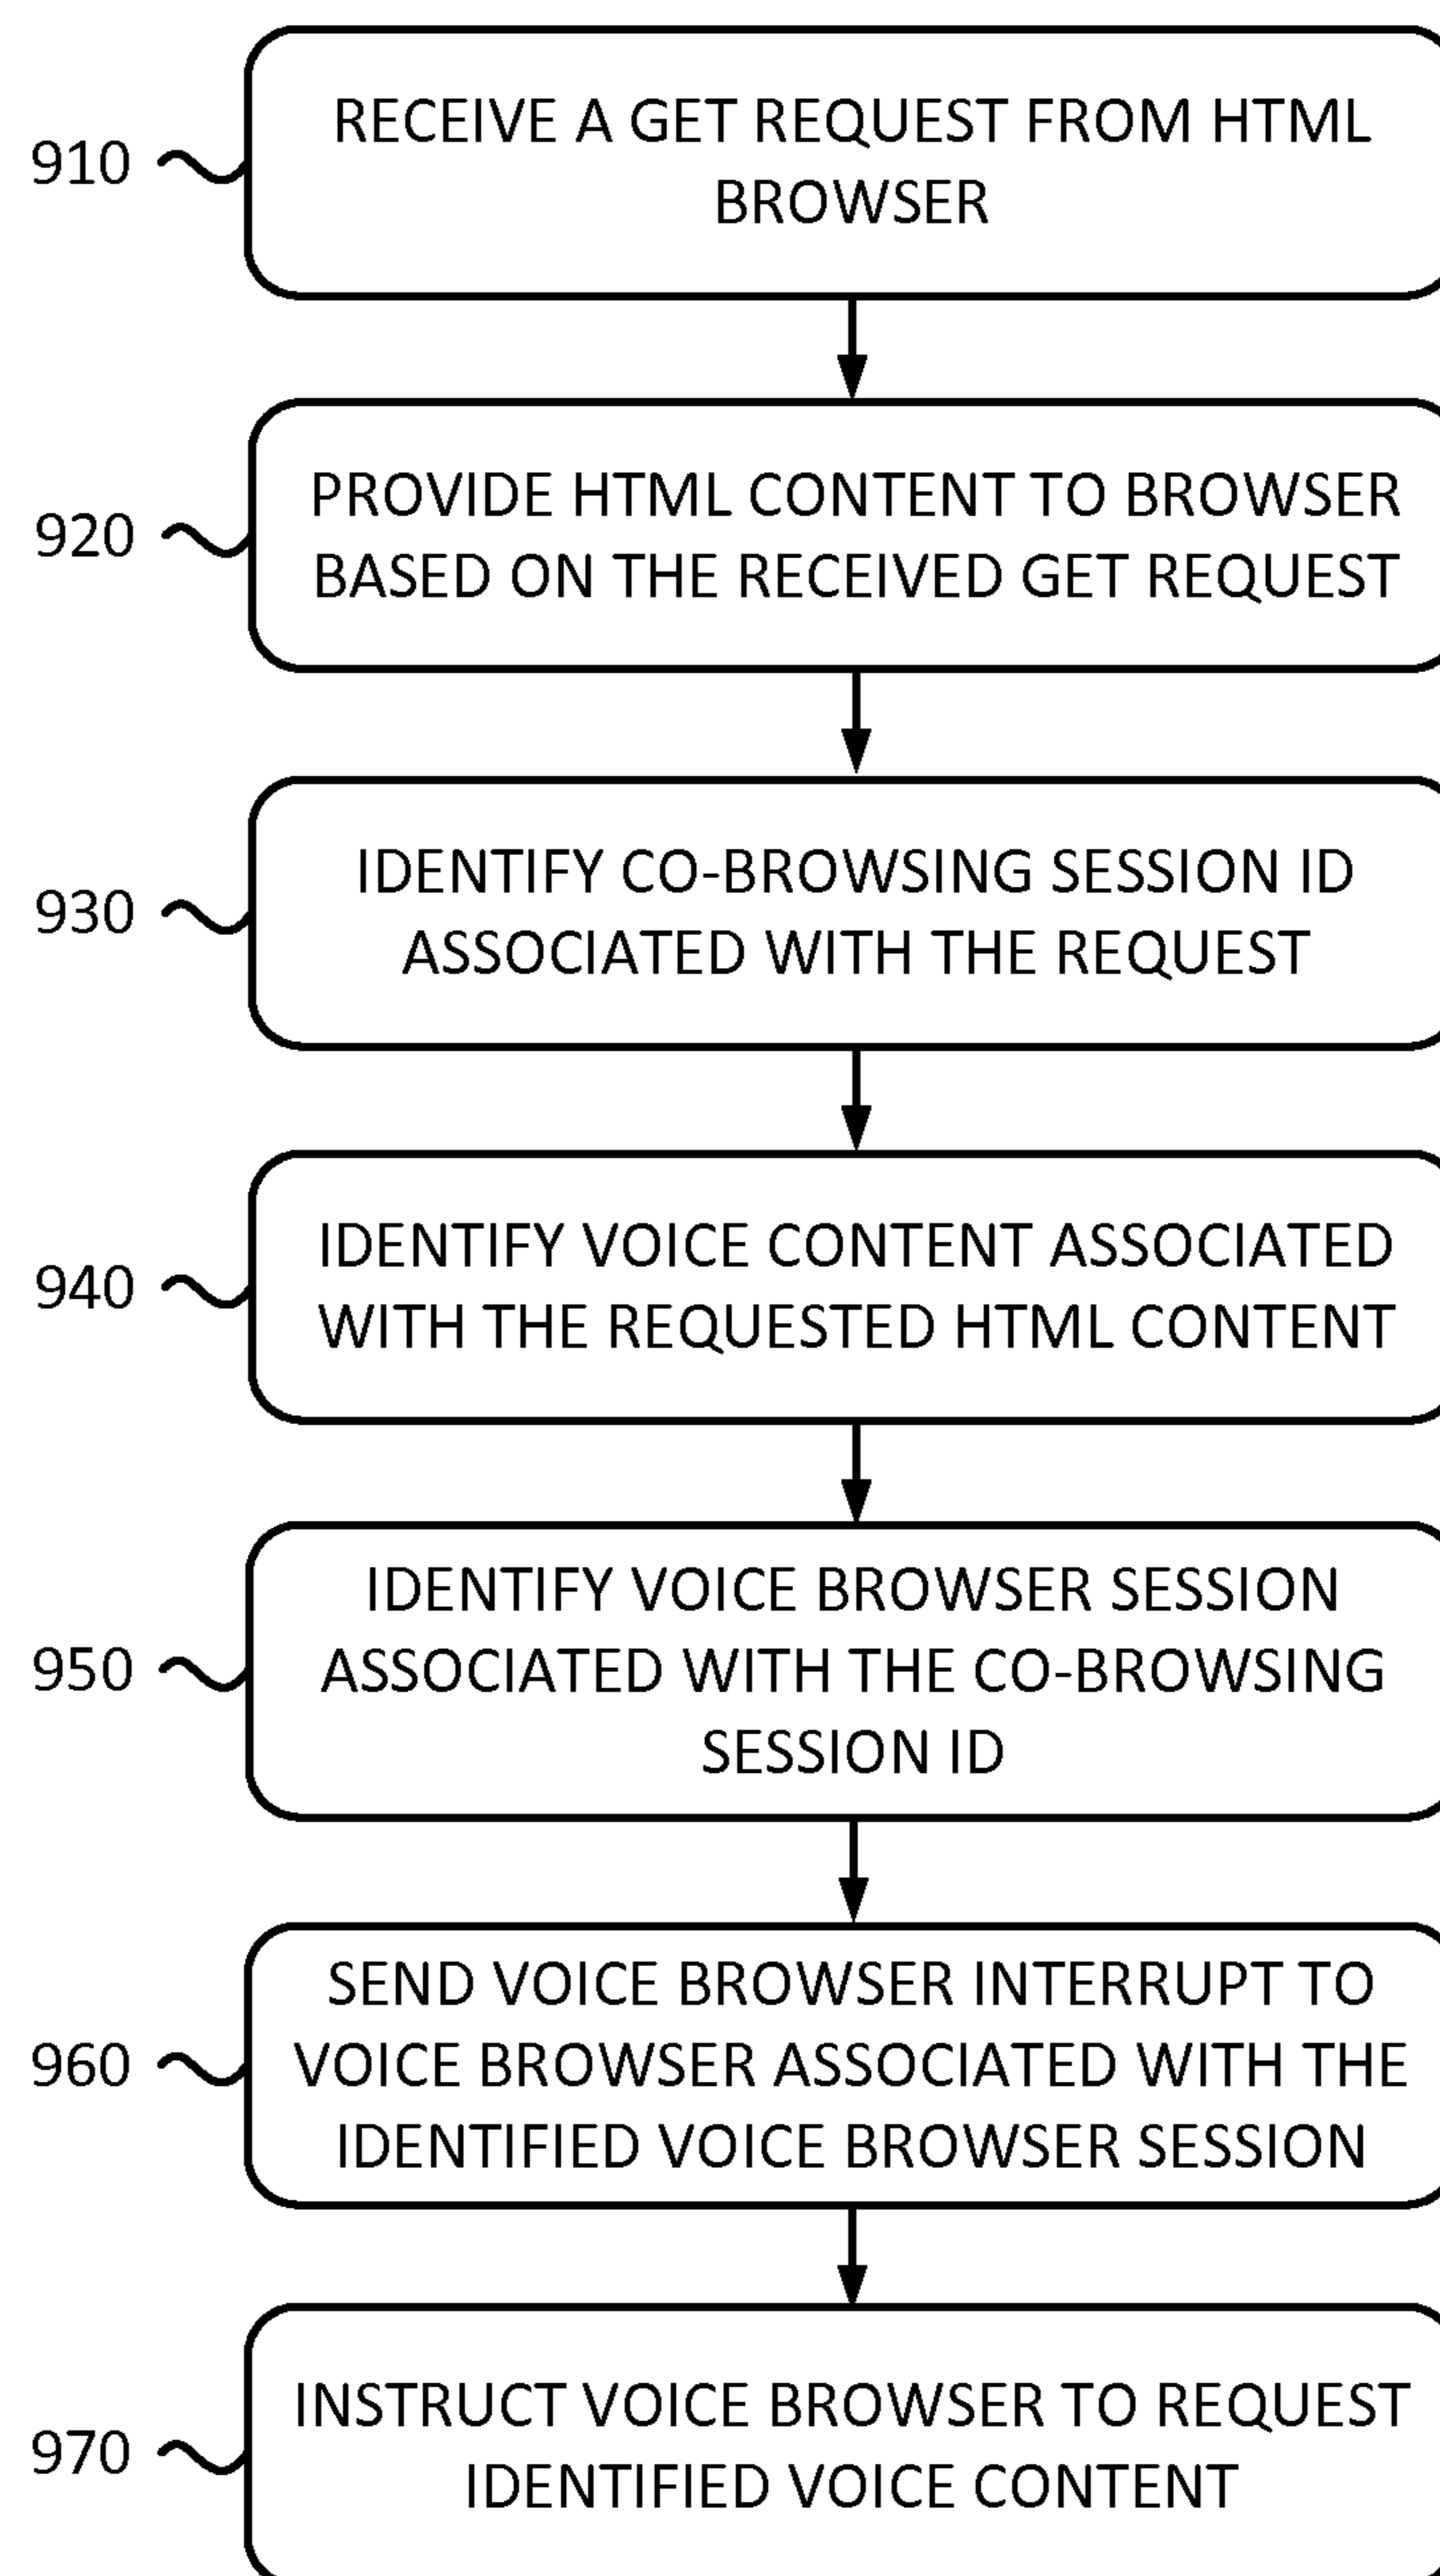 910
RECEIVE A GET REQUEST FROM HTML
BROWSER
920
PROVIDE HTML CONTENT TO BROWSER
BASED ON THE RECEIVED GET REQUEST
930
IDENTIFY CO-BROWSING SESSION ID
ASSOCIATED WITH THE REQUEST
940
IDENTIFY VOICE CONTENT ASSOCIATED
WITH THE REQUESTED HTML CONTENT
950
IDENTIFY VOICE BROWSER SESSION
ASSOCIATED WITH THE CO-BROWSING
SESSION ID
960
SEND VOICE BROWSER INTERRUPT TO
VOICE BROWSER ASSOCIATED WITH THE
IDENTIFIED VOICE BROWSER SESSION
970
INSTRUCT VOICE BROWSER TO REQUEST
IDENTIFIED VOICE CONTENT